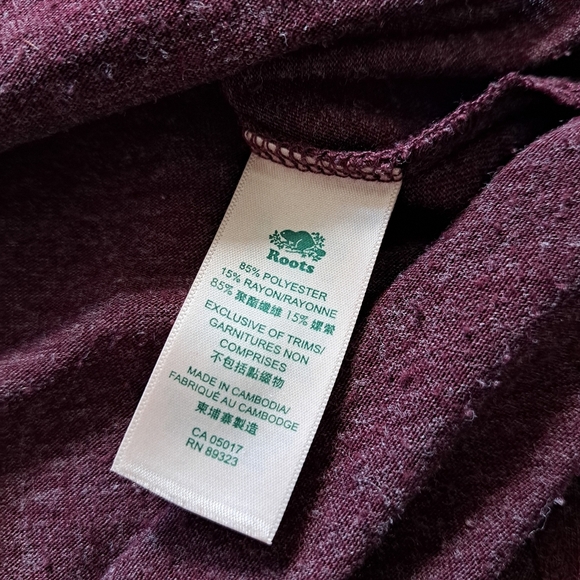 Roots
85% POLYESTER
15% RAYON/RAYONNE
85% 聚酯纖維 15% 嫘縈
EXCLUSIVE OF TRIMS/
GARNITURES NON
COMPRISES
不包括點綴物
MADE IN CAMBODIA/
FABRIQUÉ AU CAMBODGE
柬埔寨製造
CA 05017
RN 89323